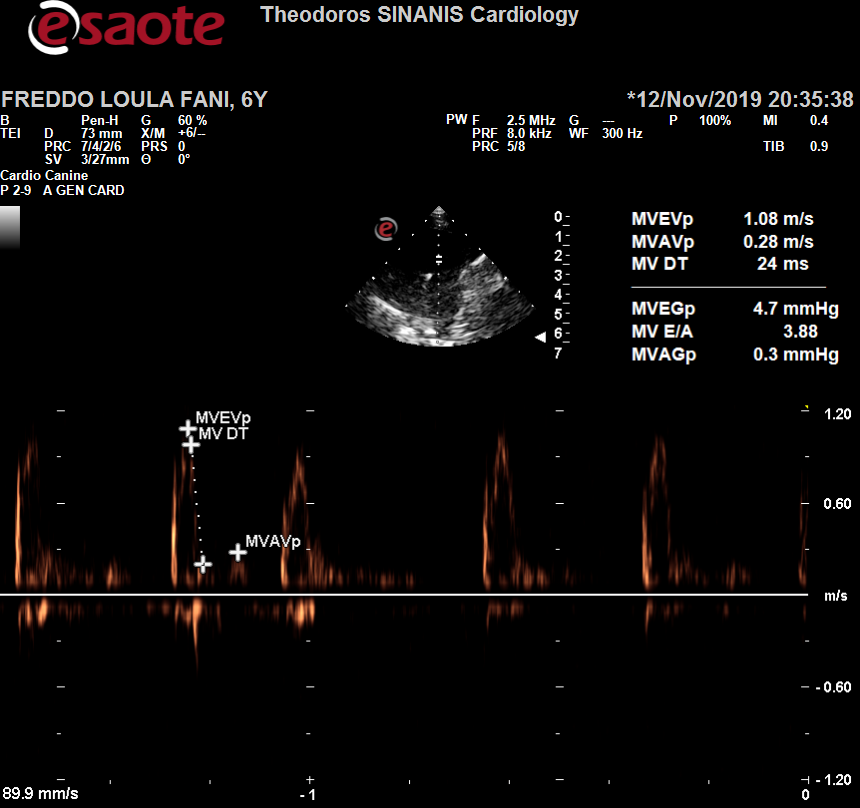 esaote
Theodoros SINANIS Cardiology
FREDDO LOULA FANI, 6Y
*12/Nov/2019 20:35:38
B Pen-H G 60 %
TEI D 73 mm X/M +6/--
PRC 7/4/2/6 PRS 0
SV 3/27mm Θ 0°
Cardio Canine
P 2-9 A GEN CARD
PW F 2.5 MHz G --- P 100% MI 0.4
PRF 8.0 kHz WF 300 Hz
PRC 5/8 TIB 0.9
e
0
1
2
3
4
5
6
7
MVEVp 1.08 m/s
MVAVp 0.28 m/s
MV DT 24 ms
MVEGp 4.7 mmHg
MV E/A 3.88
MVAGp 0.3 mmHg
MVEVp
MV DT
MVAVp
1.20
0.60
m/s
- 0.60
- 1.20
89.9 mm/s
- 1
0